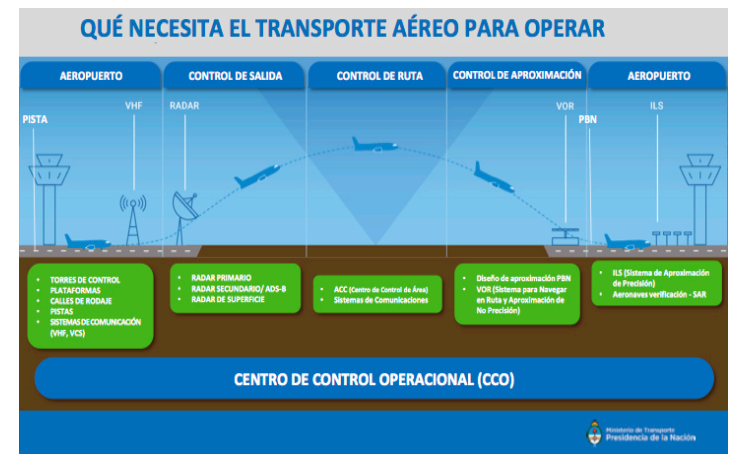 QUÉ NECESITA EL TRANSPORTE AÉREO PARA OPERAR
AEROPUERTO
CONTROL DE SALIDA
CONTROL DE RUTA
CONTROL DE APROXIMACIÓN
AEROPUERTO
VHF
RADAR
VOR
ILS
PISTA
PBN
• TORRES DE CONTROL
• PLATAFORMAS
• CALLES DE RODAJE
• PISTAS
• SISTEMAS DE COMUNICACIÓN
(VHF, VCS)
• RADAR PRIMARIO
• RADAR SECUNDARIO/ ADS-B
• RADAR DE SUPERFICIE
• ACC (Centro de Control de Área)
• Sistemas de Comunicaciones
• Diseño de aproximación PBN
• VOR (Sistema para Navegar
en Ruta y Aproximación de
No Precisión)
• ILS (Sistema de Aproximación
de Precisión)
• Aeronaves verificación - SAR
CENTRO DE CONTROL OPERACIONAL (CCO)
Ministerio de Transporte
Presidencia de la Nación